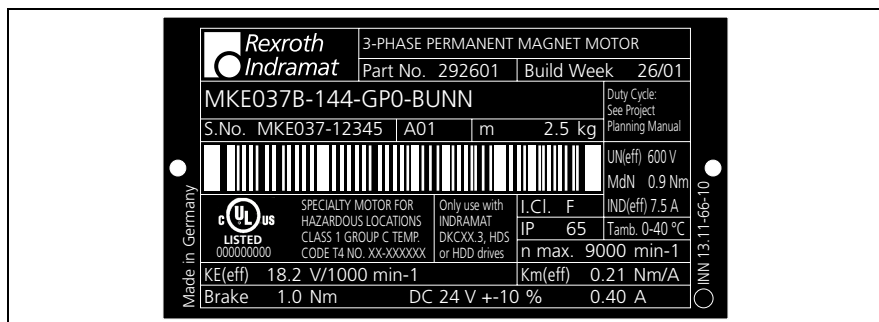 Rexroth
Indramat
3-PHASE PERMANENT MAGNET MOTOR
Part No. 292601 Build Week 26/01
MKE037B-144-GP0-BUNN
Duty Cycle:
See Project
Planning Manual
S.No. MKE037-12345 A01 m 2.5 kg
UN(eff) 600 V
MdN 0.9 Nm
IND(eff) 7.5 A
Tamb. 0-40 °C
c UL us
LISTED
000000000
SPECIALTY MOTOR FOR
HAZARDOUS LOCATIONS
CLASS 1 GROUP C TEMP.
CODE T4 NO. XX-XXXXXX
Only use with
INDRAMAT
DKCXX.3, HDS
or HDD drives
I.Cl. F
IP 65
n max. 9000 min-1
KE(eff) 18.2 V/1000 min-1 Km(eff) 0.21 Nm/A
Brake 1.0 Nm DC 24 V +-10 % 0.40 A
Made in Germany
INN 13.11-66-10